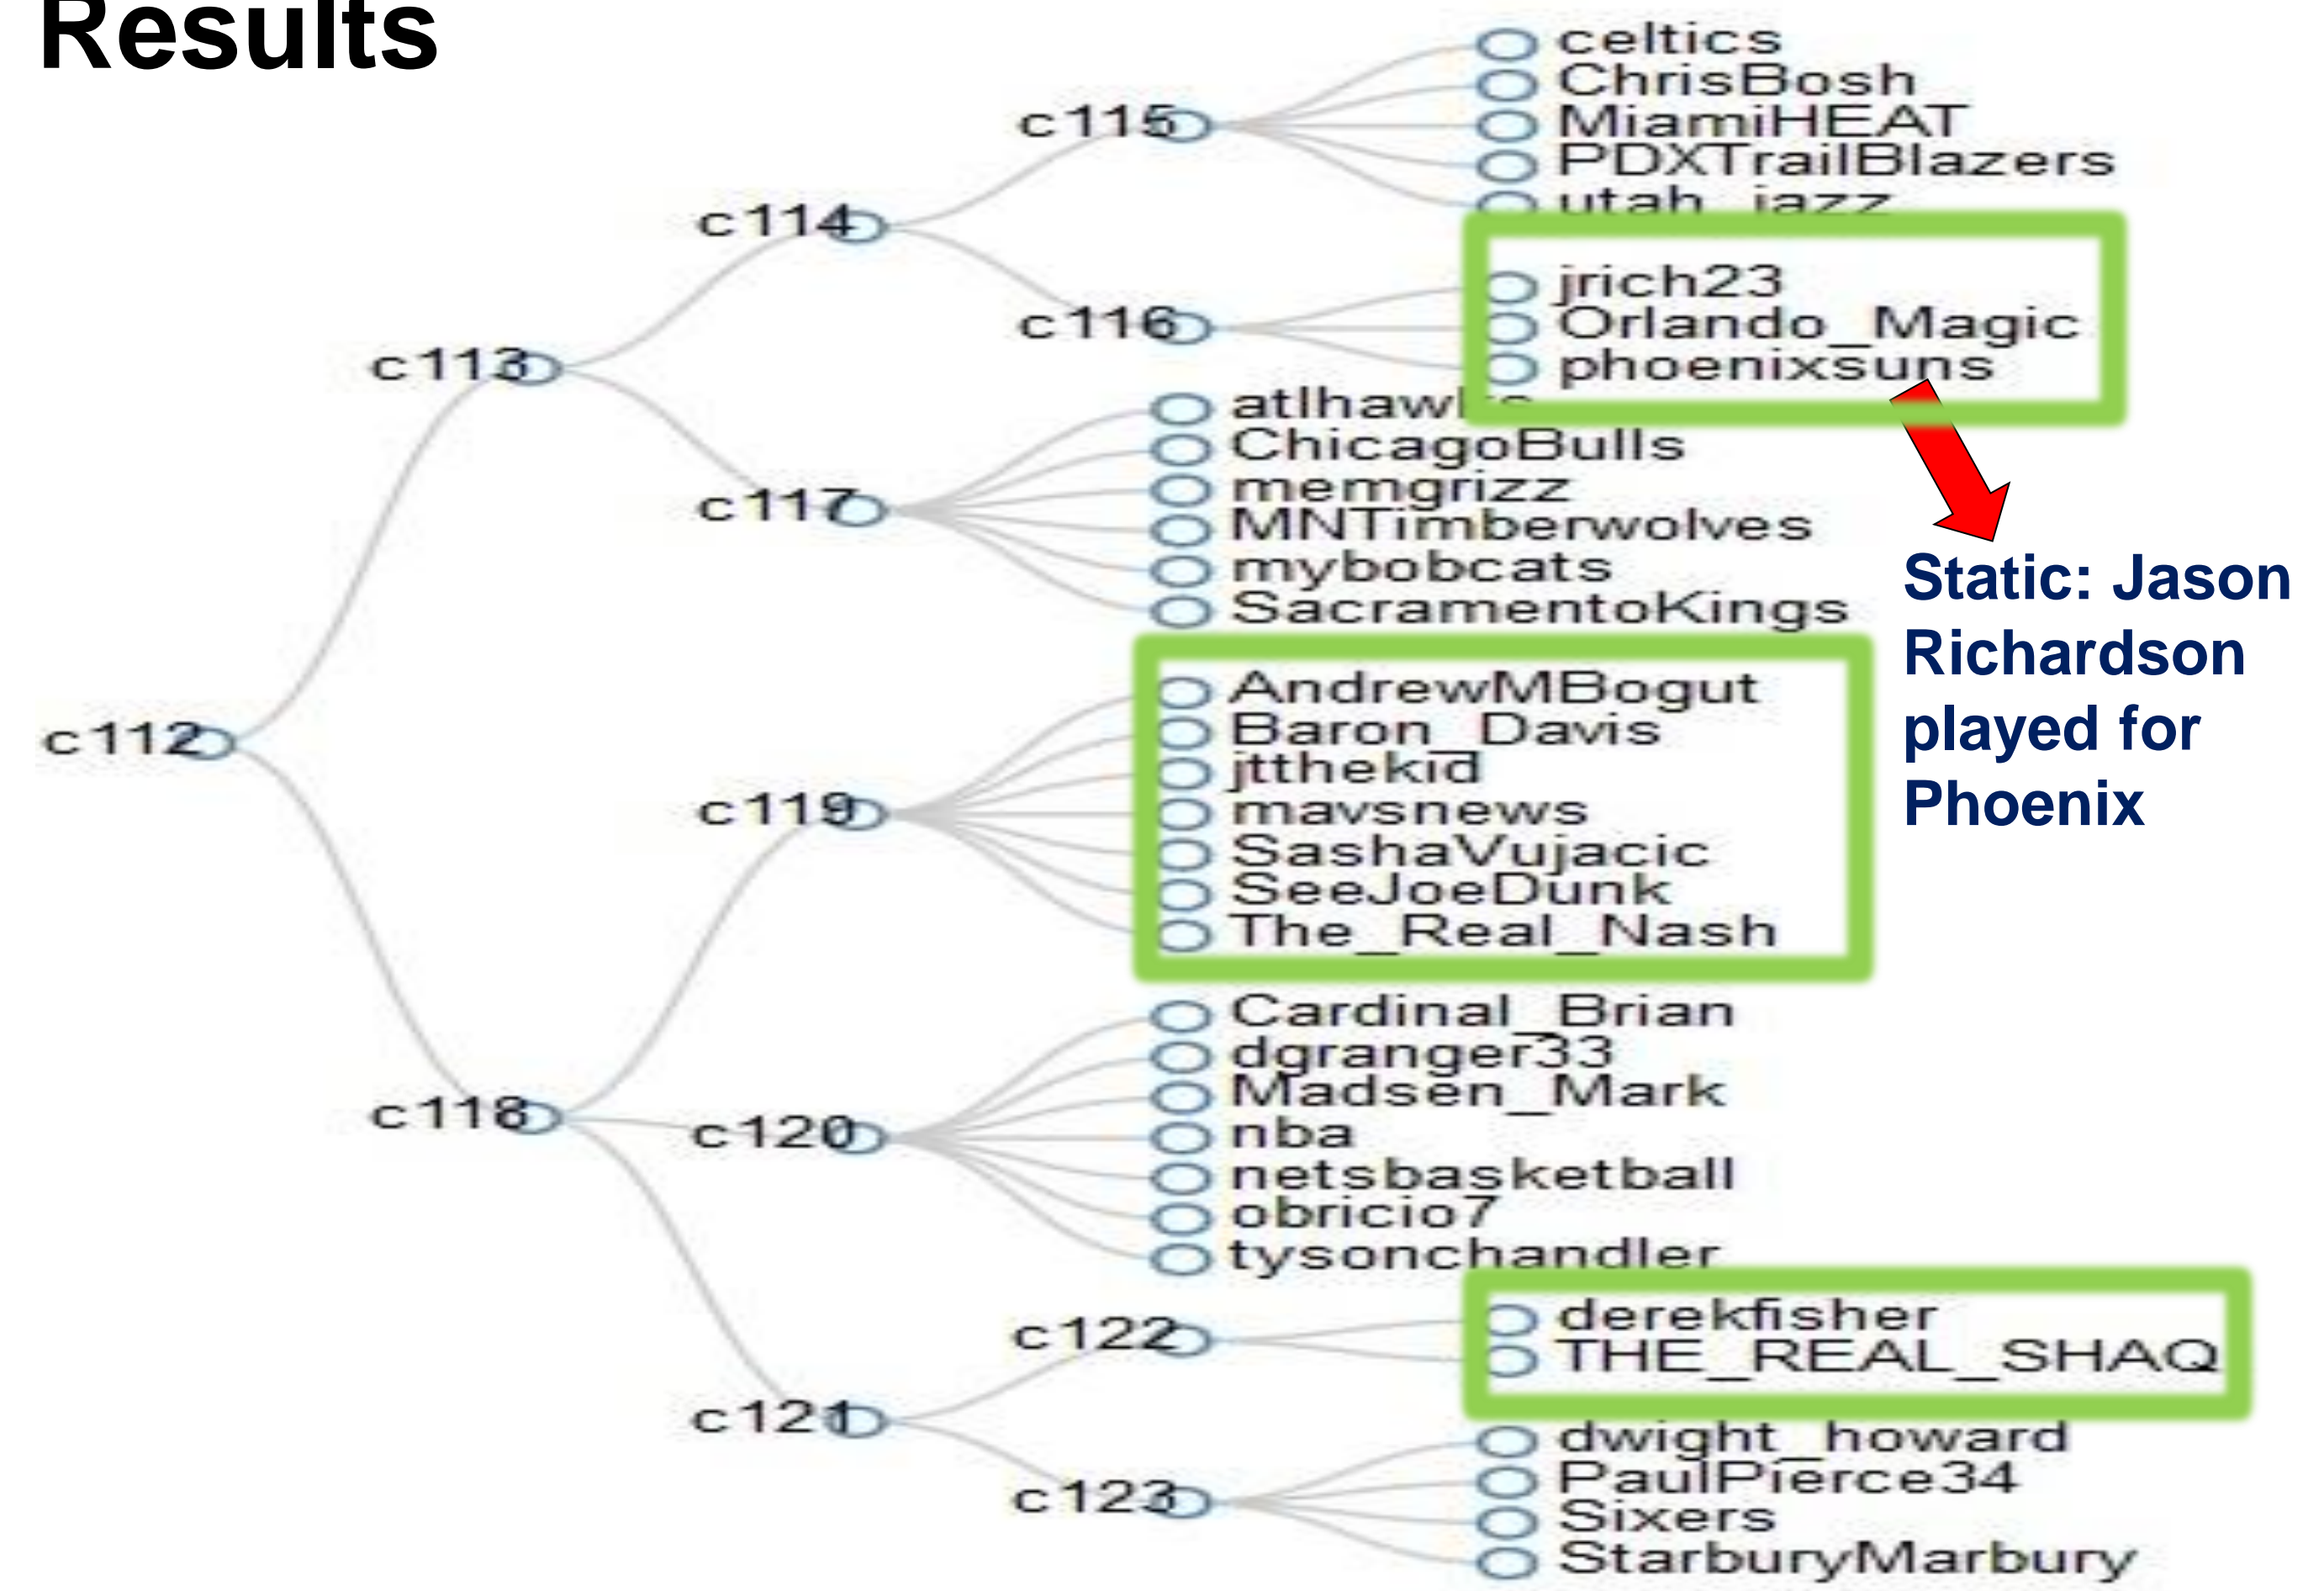 Results
celtics
ChrisBosh
MiamiHEAT
PDXTrailBlazers
utah_jazz
c115
c114
jrich23
Orlando_Magic
phoenixsuns
c116
c113
atlhawks
ChicagoBulls
memgrizz
MNTimberwolves
mybobcats
SacramentoKings
c117
Static: Jason
Richardson
played for
Phoenix
c112
AndrewMBogut
Baron_Davis
jtthekid
mavsnews
SashaVujacic
SeeJoeDunk
The_Real_Nash
c119
c118
Cardinal_Brian
dgranger33
Madsen_Mark
nba
netsbasketball
obricio7
tysonchandler
c120
derekfisher
THE_REAL_SHAQ
c122
c121
dwight_howard
PaulPierce34
Sixers
StarburyMarbury
c123